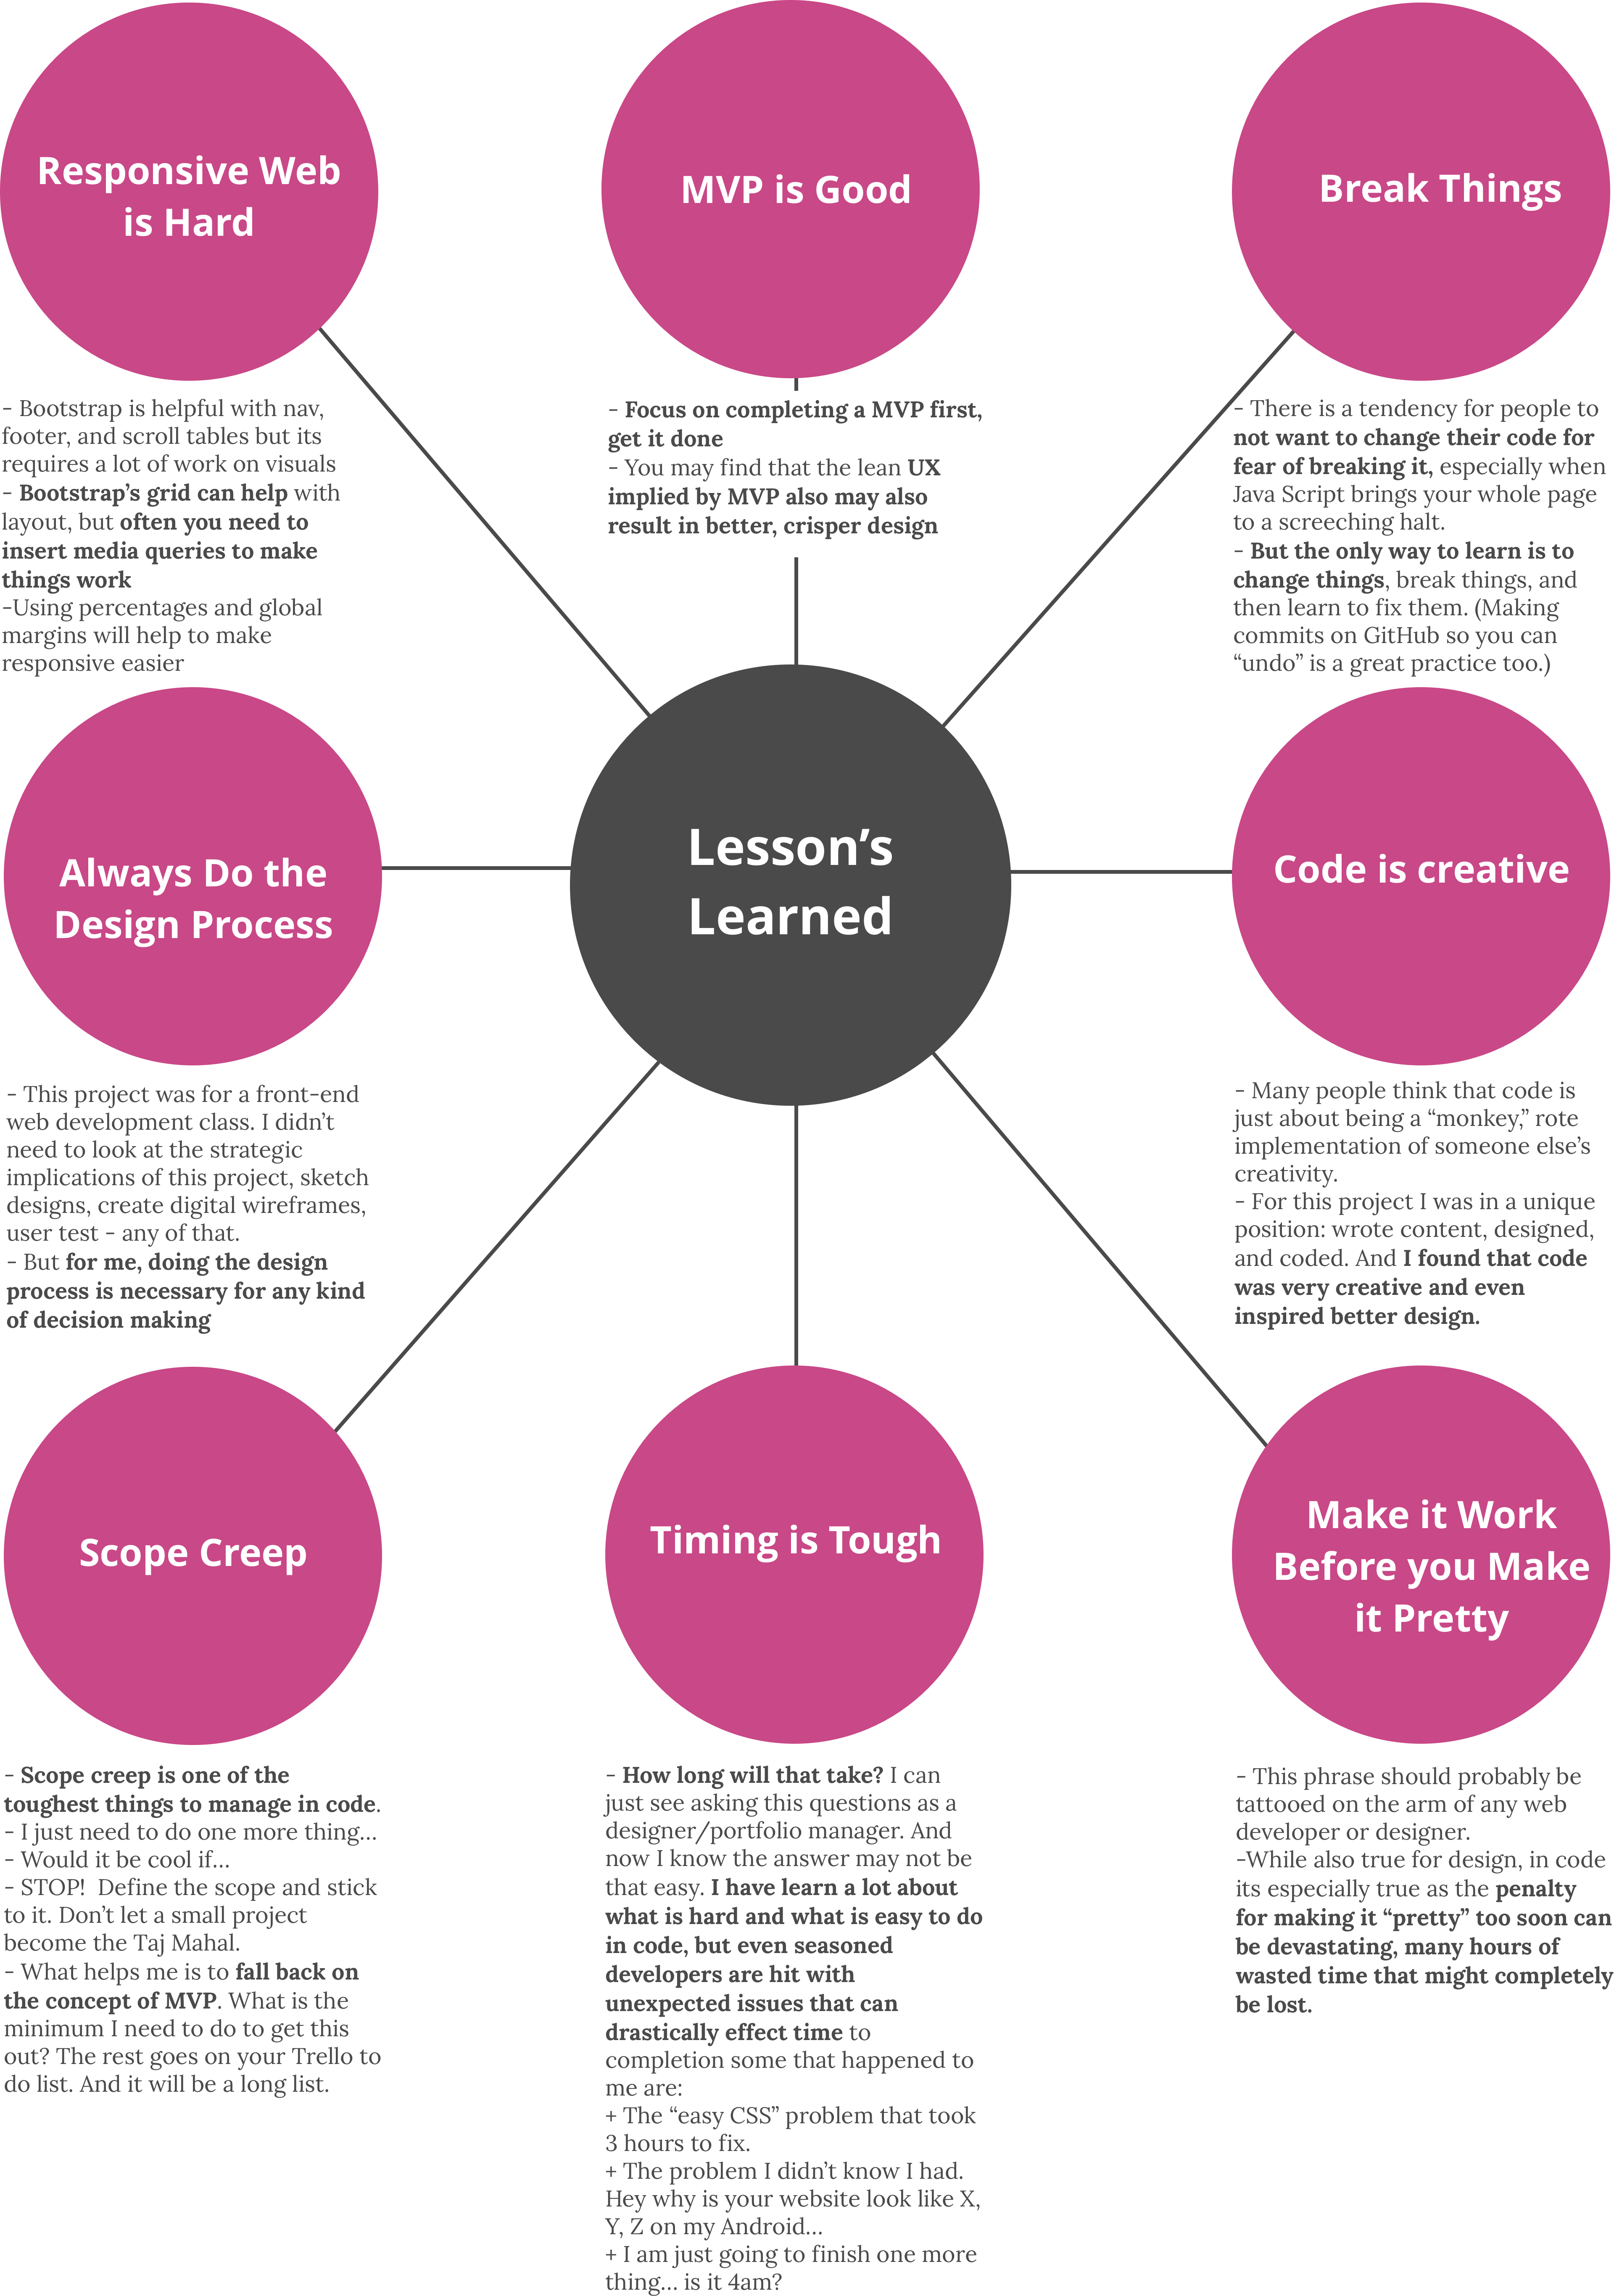 Responsive Web
is Hard
- Bootstrap is helpful with nav,
footer, and scroll tables but its
requires a lot of work on visuals
- Bootstrap’s grid can help with
layout, but often you need to
insert media queries to make
things work
-Using percentages and global
margins will help to make
responsive easier
MVP is Good
- Focus on completing a MVP first,
get it done
- You may find that the lean UX
implied by MVP also may also
result in better, crisper design
Break Things
- There is a tendency for people to
not want to change their code for
fear of breaking it, especially when
Java Script brings your whole page
to a screeching halt.
- But the only way to learn is to
change things, break things, and
then learn to fix them. (Making
commits on GitHub so you can
“undo” is a great practice too.)
Always Do the
Design Process
- This project was for a front-end
web development class. I didn’t
need to look at the strategic
implications of this project, sketch
designs, create digital wireframes,
user test - any of that.
- But for me, doing the design
process is necessary for any kind
of decision making
Lesson’s
Learned
Code is creative
- Many people think that code is
just about being a “monkey,” rote
implementation of someone else’s
creativity.
- For this project I was in a unique
position: wrote content, designed,
and coded. And I found that code
was very creative and even
inspired better design.
Scope Creep
- Scope creep is one of the
toughest things to manage in code.
- I just need to do one more thing...
- Would it be cool if...
- STOP!  Define the scope and stick
to it. Don’t let a small project
become the Taj Mahal.
- What helps me is to fall back on
the concept of MVP. What is the
minimum I need to do to get this
out? The rest goes on your Trello to
do list. And it will be a long list.
Timing is Tough
- How long will that take? I can
just see asking this questions as a
designer/portfolio manager. And
now I know the answer may not be
that easy. I have learn a lot about
what is hard and what is easy to do
in code, but even seasoned
developers are hit with
unexpected issues that can
drastically effect time to
completion some that happened to
me are:
+ The “easy CSS” problem that took
3 hours to fix.
+ The problem I didn’t know I had.
Hey why is your website look like X,
Y, Z on my Android...
+ I am just going to finish one more
thing... is it 4am?
Make it Work
Before you Make
it Pretty
- This phrase should probably be
tattooed on the arm of any web
developer or designer.
-While also true for design, in code
its especially true as the penalty
for making it “pretty” too soon can
be devastating, many hours of
wasted time that might completely
be lost.